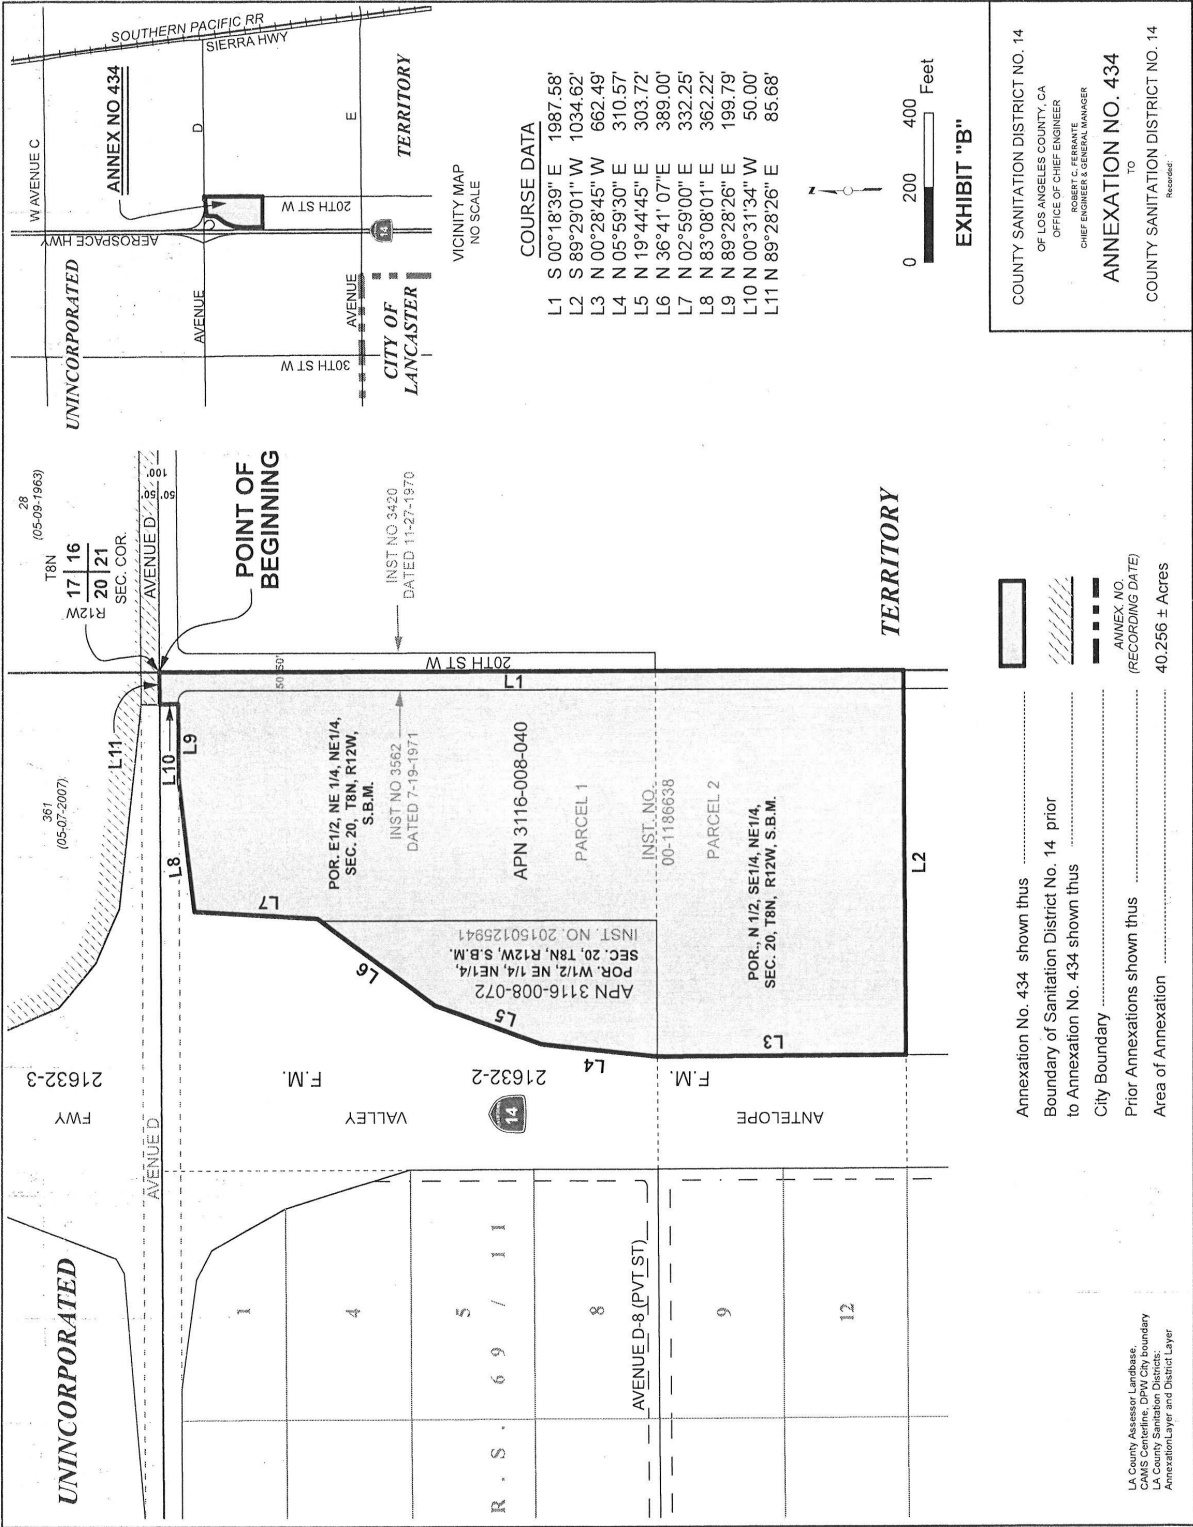 UNINCORPORATED
361
(05-07-2007)
28
(05-09-1963)
T8N
R12W
17 16
20 21
SEC. COR.
AVENUE D
50'
50'
100'
POINT OF
BEGINNING
L11
L10
L9
L8
L7
L6
L5
L4
L3
L2
L1
FWY
21632-3
AVENUE D
F.M.
VALLEY
21632-2
14
F.M.
ANTELOPE
50'
50'
20TH ST W
INST NO 3420
DATED 11-27-1970
POR. E1/2, NE 1/4, NE1/4,
SEC. 20, T8N, R12W,
S.B.M.
INST NO 3562
DATED 7-19-1971
APN 3116-008-040
PARCEL 1
INST. NO.
00-1186638
PARCEL 2
POR., N 1/2, SE1/4, NE1/4,
SEC. 20, T8N, R12W, S.B.M.
APN 3116-008-072
POR. W1/2, NE 1/4, NE1/4,
SEC. 20, T8N, R12W, S.B.M.
INST. NO. 20150125941
TERRITORY
R.S. 69 / 11
1
4
5
8
AVENUE D-8 (PVT ST)
9
12
UNINCORPORATED
W AVENUE C
SOUTHERN PACIFIC RR
SIERRA HWY
ANNEX NO 434
AEROSPACE HWY
AVENUE
D
20TH ST W
30TH ST W
AVENUE
E
14
CITY OF
LANCASTER
TERRITORY
VICINITY MAP
NO SCALE
COURSE DATA
L1 S 00°18'39" E 1987.58'
L2 S 89°29'01" W 1034.62'
L3 N 00°28'45" W 662.49'
L4 N 05°59'30" E 310.57'
L5 N 19°44'45" E 303.72'
L6 N 36°41' 07"E 389.00'
L7 N 02°59'00" E 332.25'
L8 N 83°08'01" E 362.22'
L9 N 89°28'26" E 199.79'
L10 N 00°31'34" W 50.00'
L11 N 89°28'26" E 85.68'
N
0 200 400 Feet
EXHIBIT "B"
Annexation No. 434 shown thus
Boundary of Sanitation District No. 14 prior
to Annexation No. 434 shown thus
City Boundary
Prior Annexations shown thus
ANNEX. NO.
(RECORDING DATE)
Area of Annexation 40.256 ± Acres
LA County Assessor Landbase,
CAMS Centerline, DPW City boundary
LA County Sanitation Districts:
AnnexationLayer and District Layer
COUNTY SANITATION DISTRICT NO. 14
OF LOS ANGELES COUNTY, CA
OFFICE OF CHIEF ENGINEER
ROBERT C. FERRANTE
CHIEF ENGINEER & GENERAL MANAGER
ANNEXATION NO. 434
TO
COUNTY SANITATION DISTRICT NO. 14
Recorded: